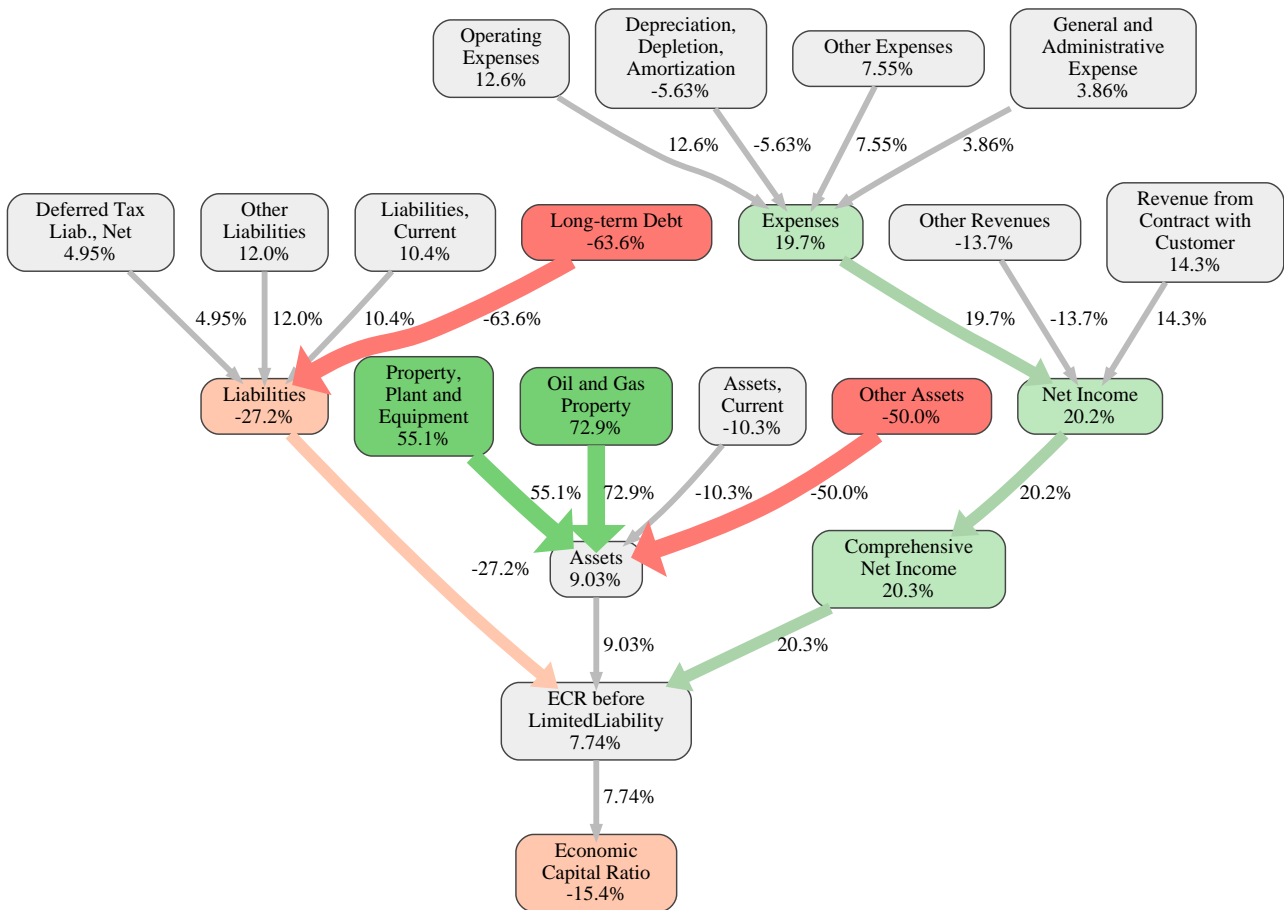 Operating
Expenses
12.6%
Depreciation,
Depletion,
Amortization
-5.63%
Other Expenses
7.55%
General and
Administrative
Expense
3.86%
12.6%
-5.63%
7.55%
3.86%
Deferred Tax
Liab., Net
4.95%
Other
Liabilities
12.0%
Liabilities,
Current
10.4%
Long-term Debt
-63.6%
Expenses
19.7%
Other Revenues
-13.7%
Revenue from
Contract with
Customer
14.3%
4.95%
12.0%
10.4%
-63.6%
19.7%
-13.7%
14.3%
Liabilities
-27.2%
Property,
Plant and
Equipment
55.1%
Oil and Gas
Property
72.9%
Assets,
Current
-10.3%
Other Assets
-50.0%
Net Income
20.2%
55.1%
72.9%
-10.3%
-50.0%
20.2%
-27.2%
Assets
9.03%
Comprehensive
Net Income
20.3%
9.03%
20.3%
ECR before
LimitedLiability
7.74%
7.74%
Economic
Capital Ratio
-15.4%